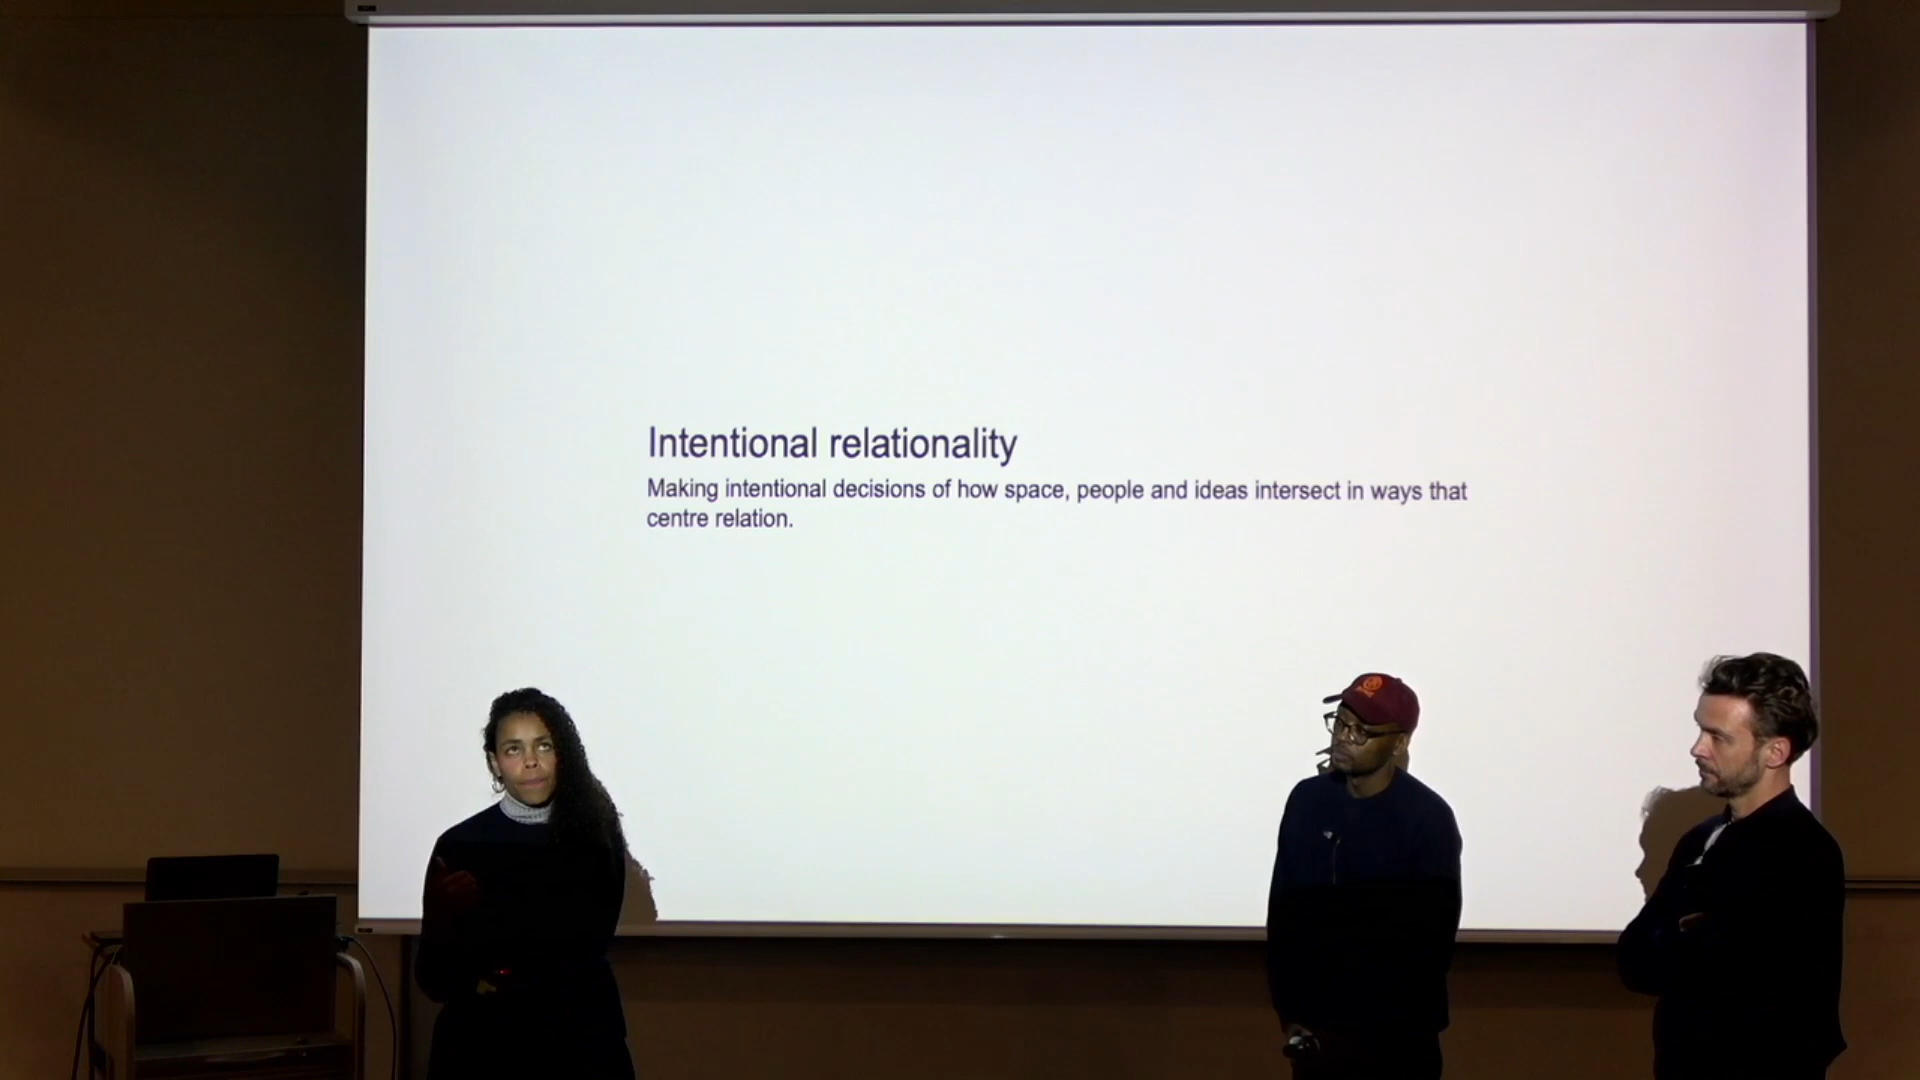 Intentional relationality
Making intentional decisions of how space, people and ideas intersect in ways that
centre relation.